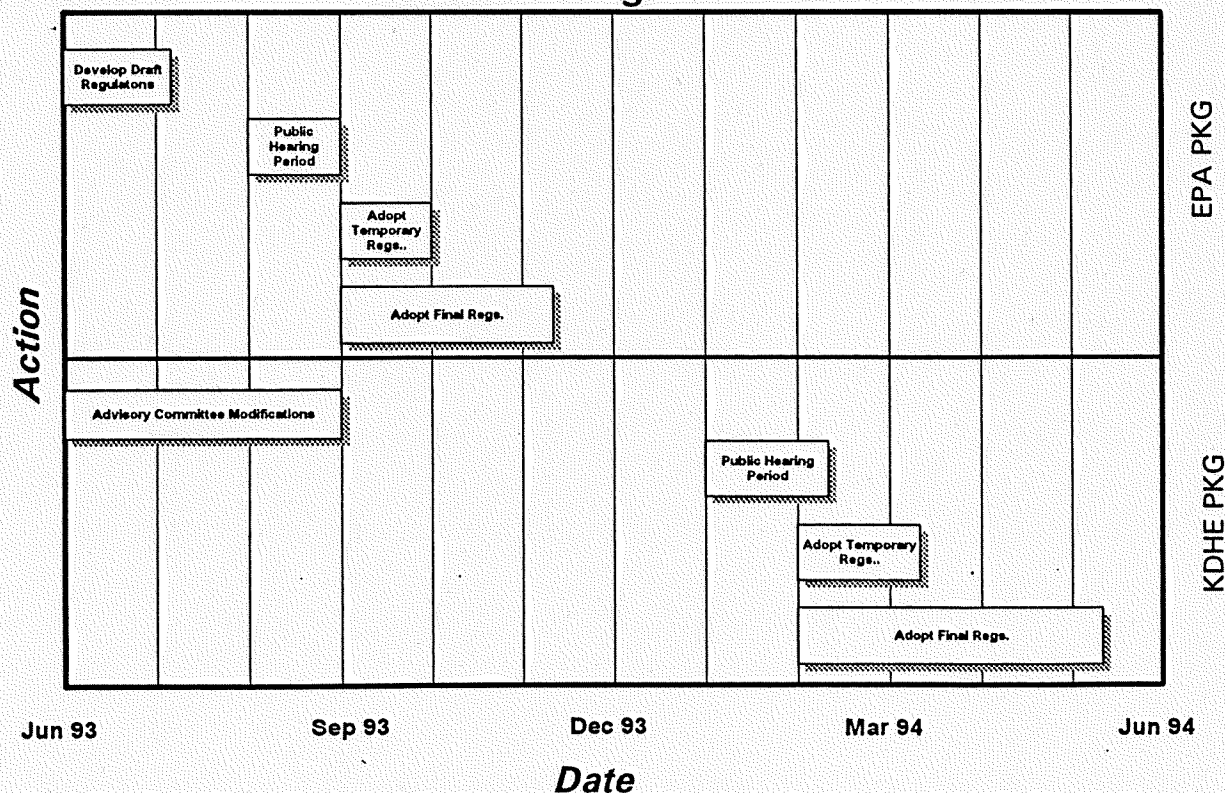 Develop Draft
Regulatons
Public
Hearing
Period
Adopt
Temporary
Regs..
Adopt Final Regs.
EPA PKG
Action
Advisory Committee Modifications
Public Hearing
Period
Adopt Temporary
Regs..
Adopt Final Regs.
KDHE PKG
Jun 93
Sep 93
Dec 93
Mar 94
Jun 94
Date